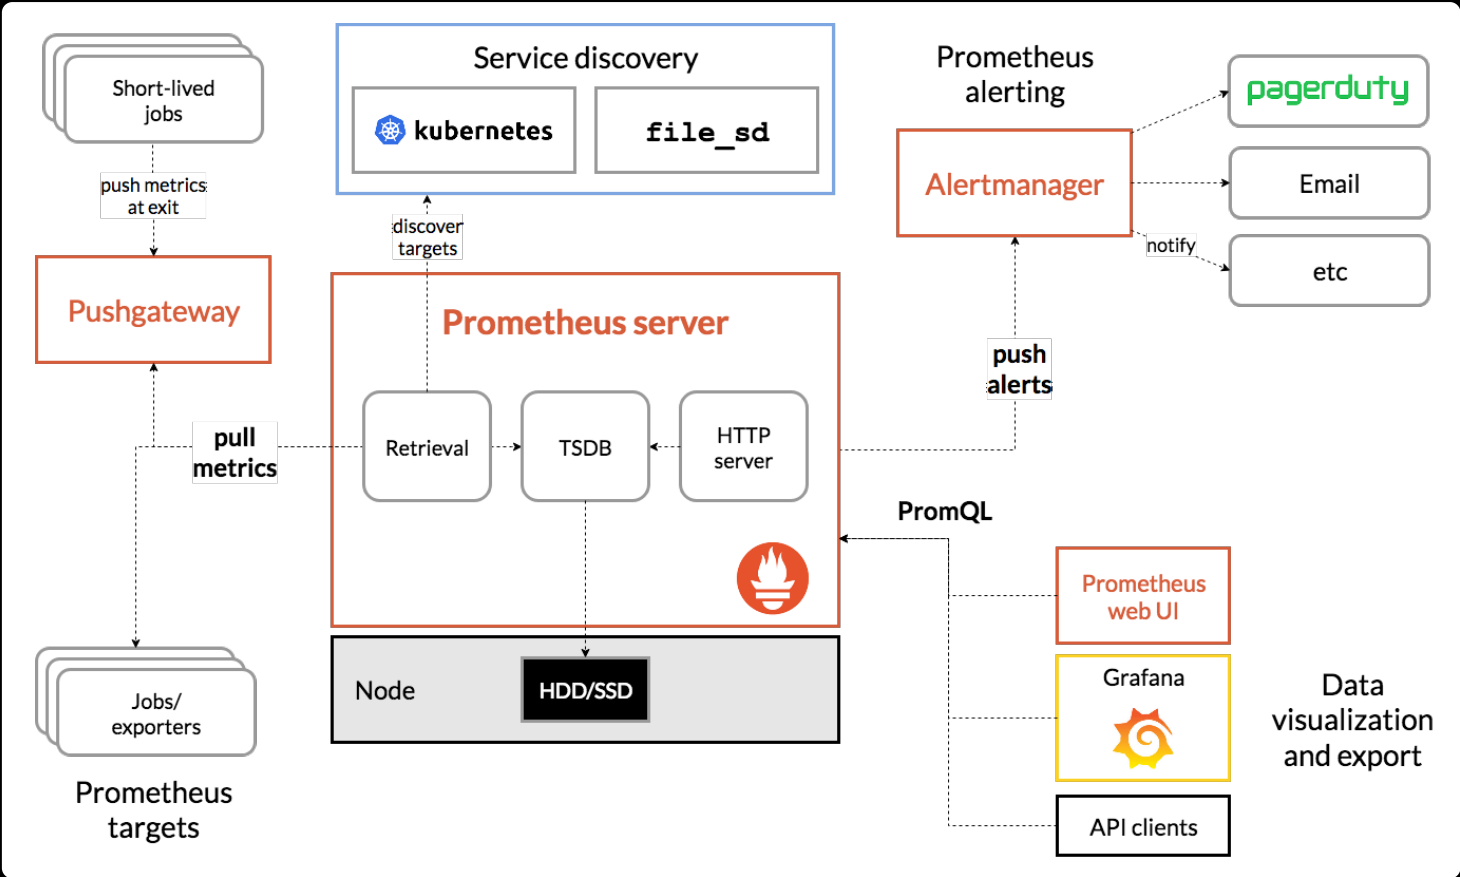 Short-lived
jobs
push metrics
at exit
Pushgateway
pull
metrics
Jobs/
exporters
Prometheus
targets
Service discovery
kubernetes
file_sd
discover
targets
Prometheus server
Retrieval
TSDB
HTTP
server
Node
HDD/SSD
Prometheus
alerting
Alertmanager
pagerduty
Email
notify
etc
push
alerts
PromQL
Prometheus
web UI
Grafana
API clients
Data
visualization
and export